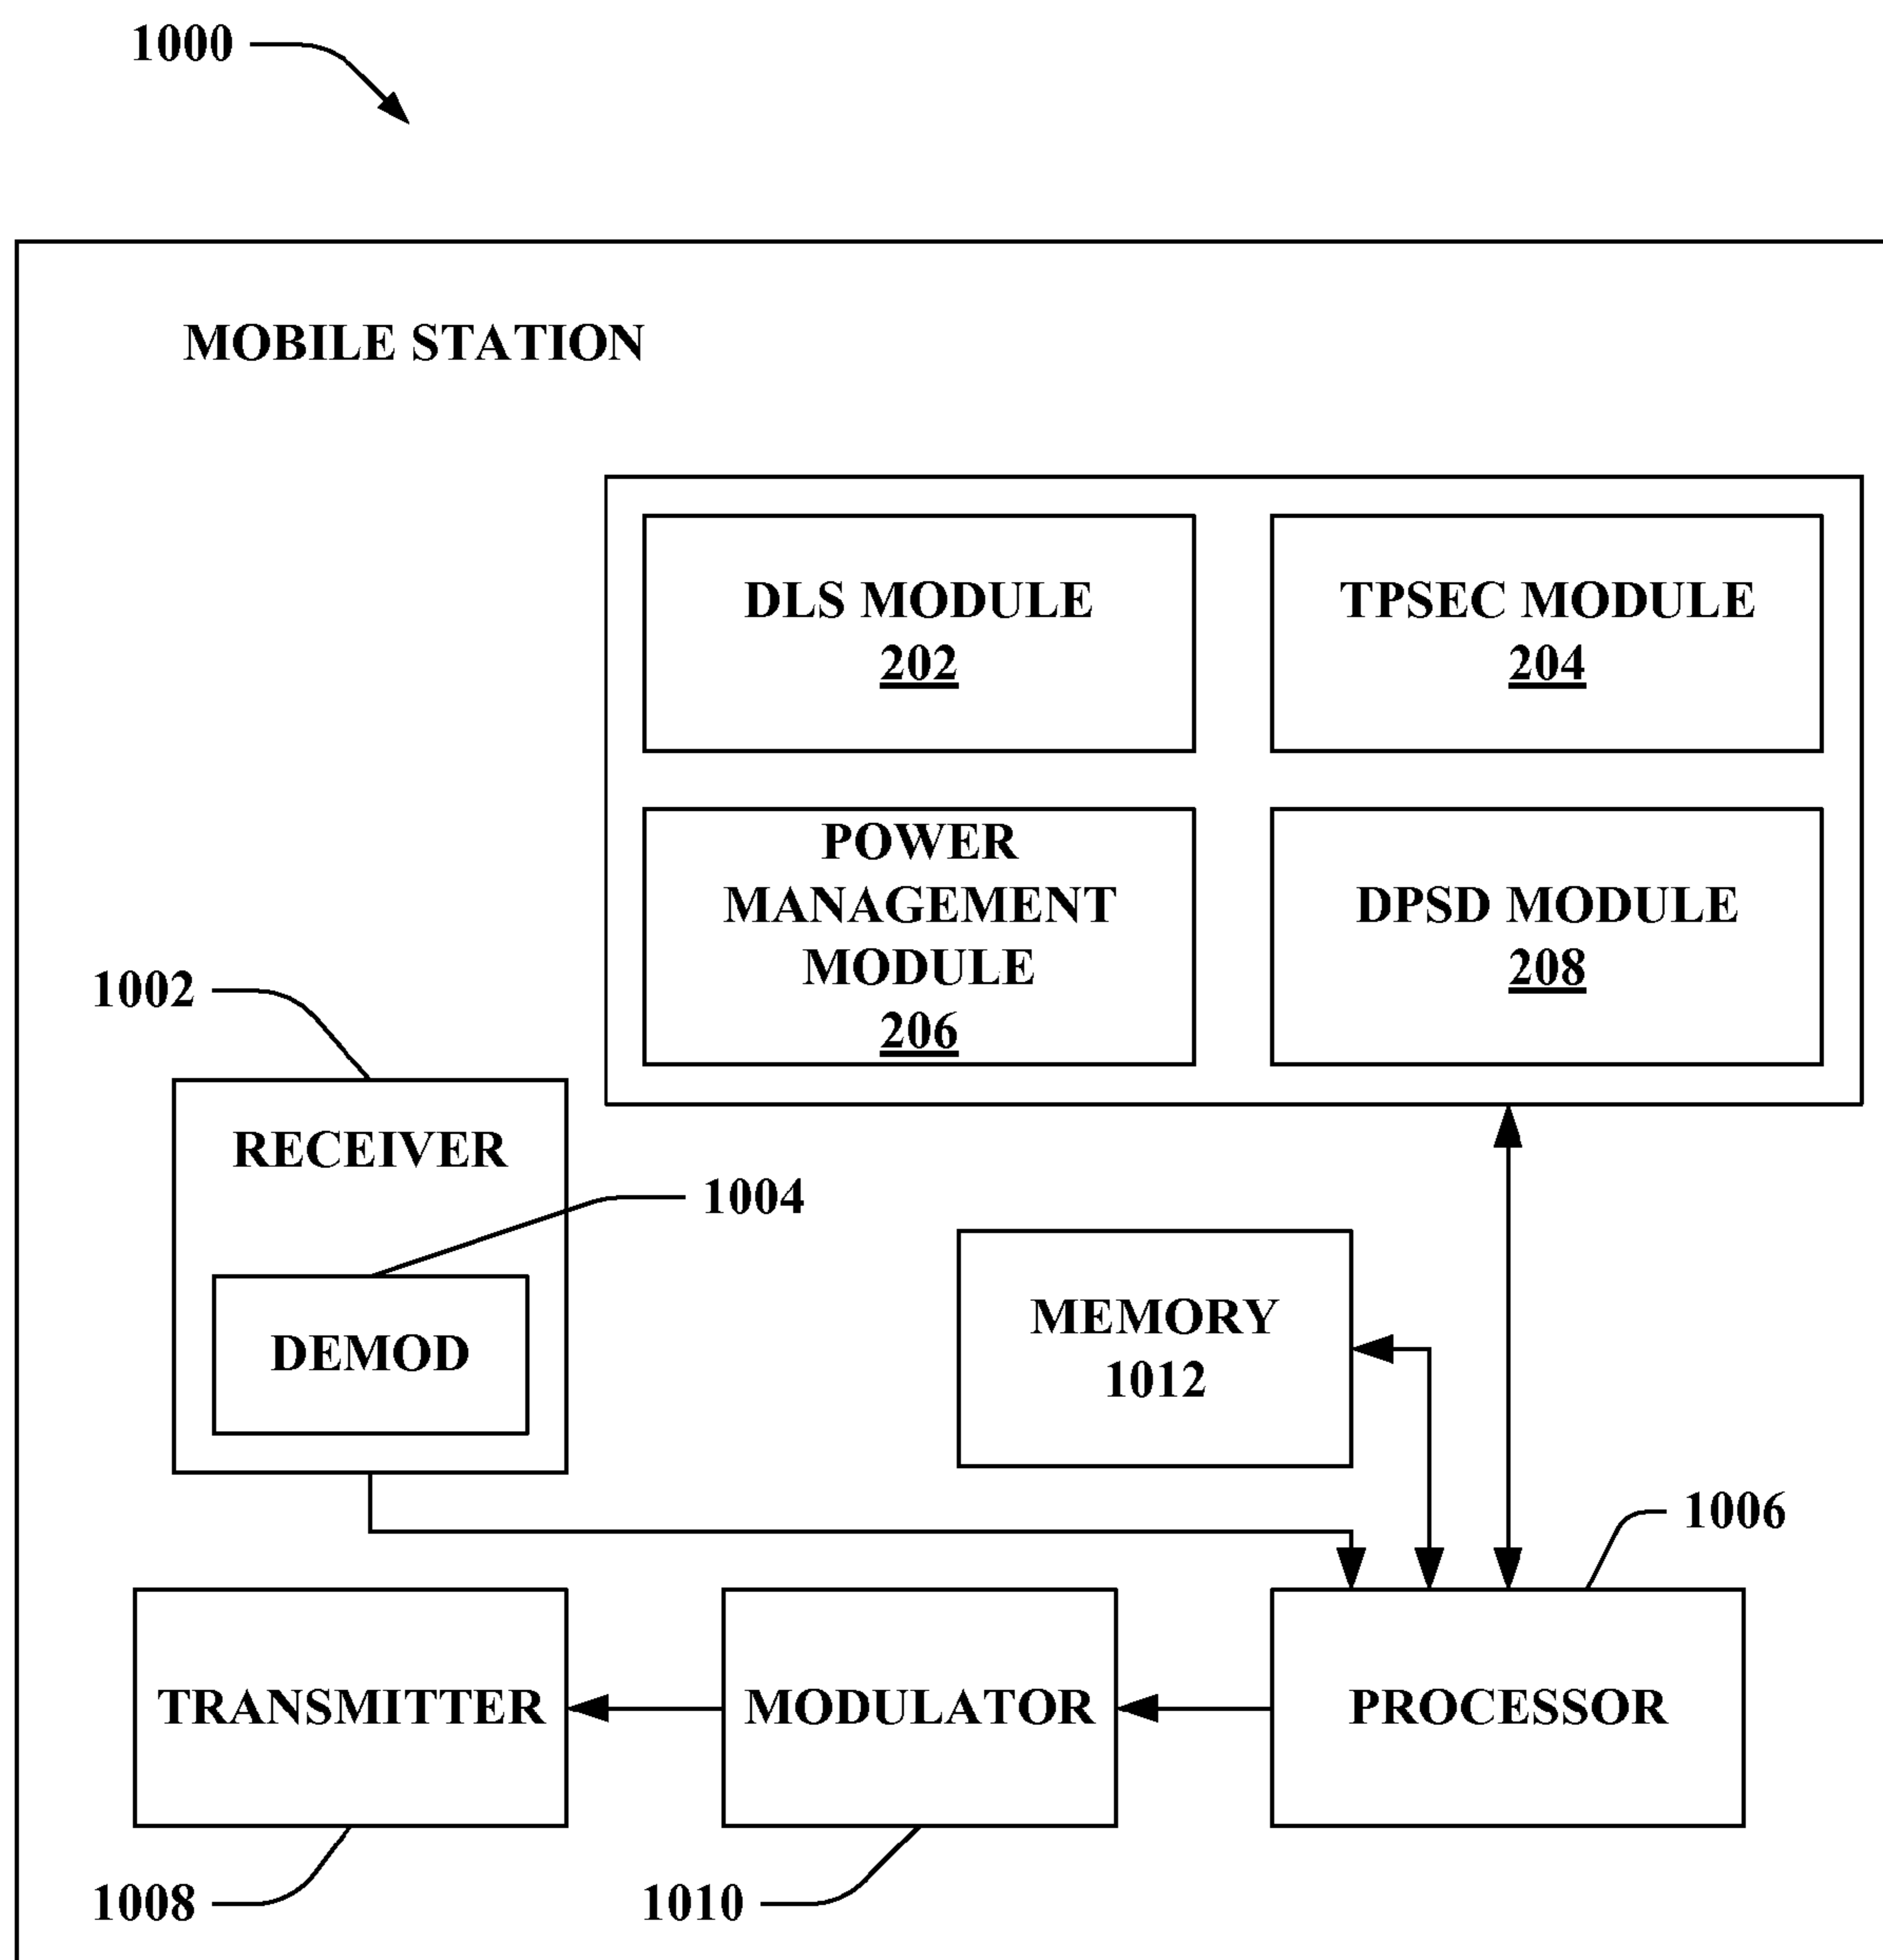 1000
MOBILE STATION
DLS MODULE
202
TPSEC MODULE
204
POWER
MANAGEMENT
MODULE
206
DPSD MODULE
208
1002
RECEIVER
1004
DEMOD
MEMORY
1012
1006
TRANSMITTER
MODULATOR
PROCESSOR
1008
1010